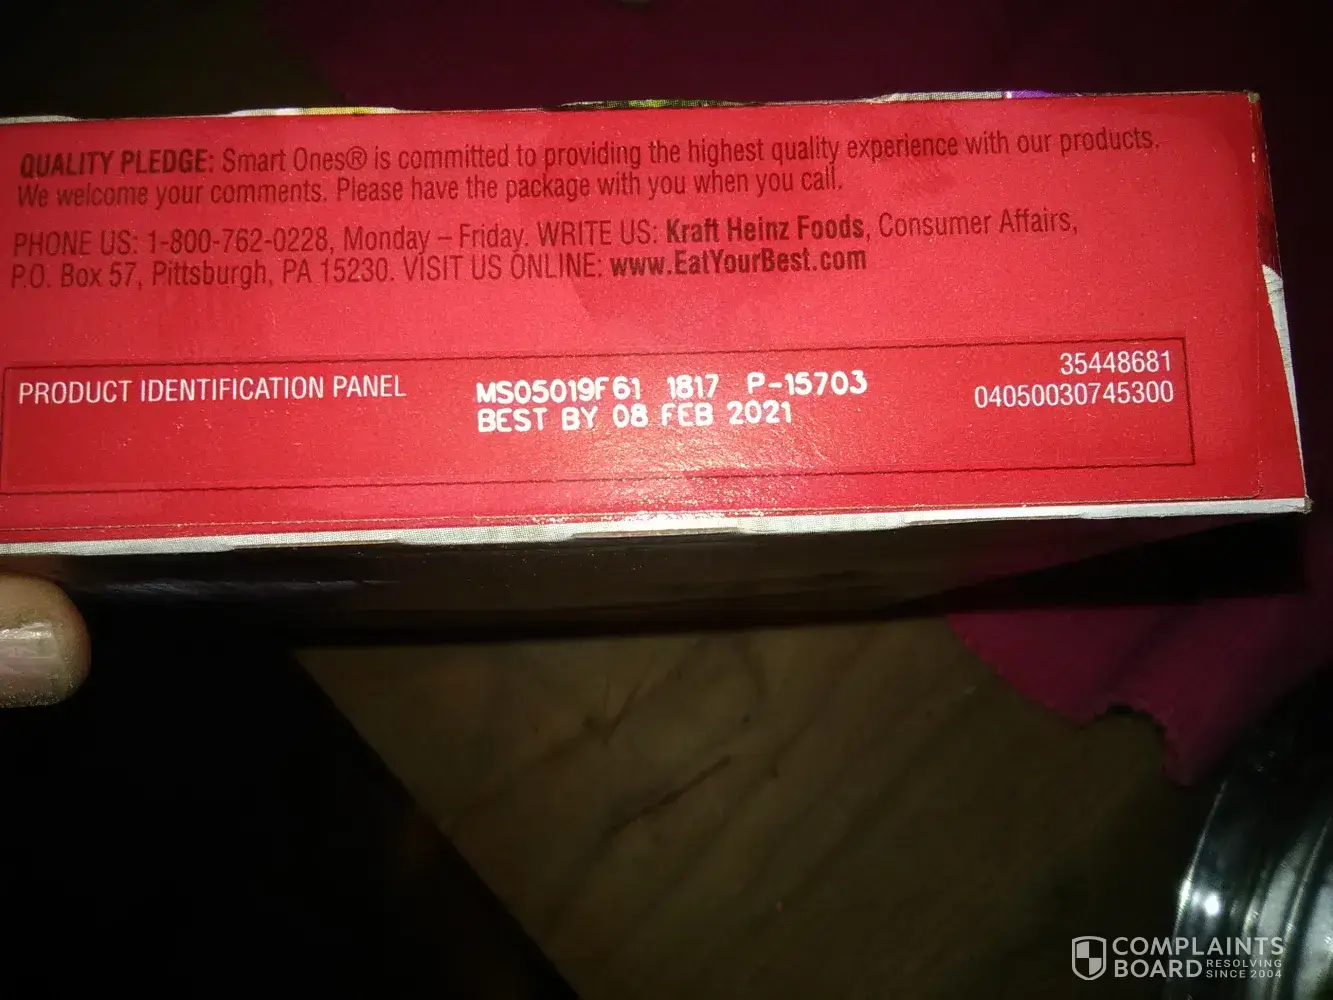 QUALITY PLEDGE: Smart Ones® is committed to providing the highest quality experience with our products.
We welcome your comments. Please have the package with you when you call.
PHONE US: 1-800-762-0228, Monday – Friday. WRITE US: Kraft Heinz Foods, Consumer Affairs,
P.O. Box 57, Pittsburgh, PA 15230. VISIT US ONLINE: www.EatYourBest.com
PRODUCT IDENTIFICATION PANEL
MS05019F61 1817 P-15703
BEST BY 08 FEB 2021
35448681
04050030745300
COMPLAINTS
BOARD RESOLVING SINCE 2004